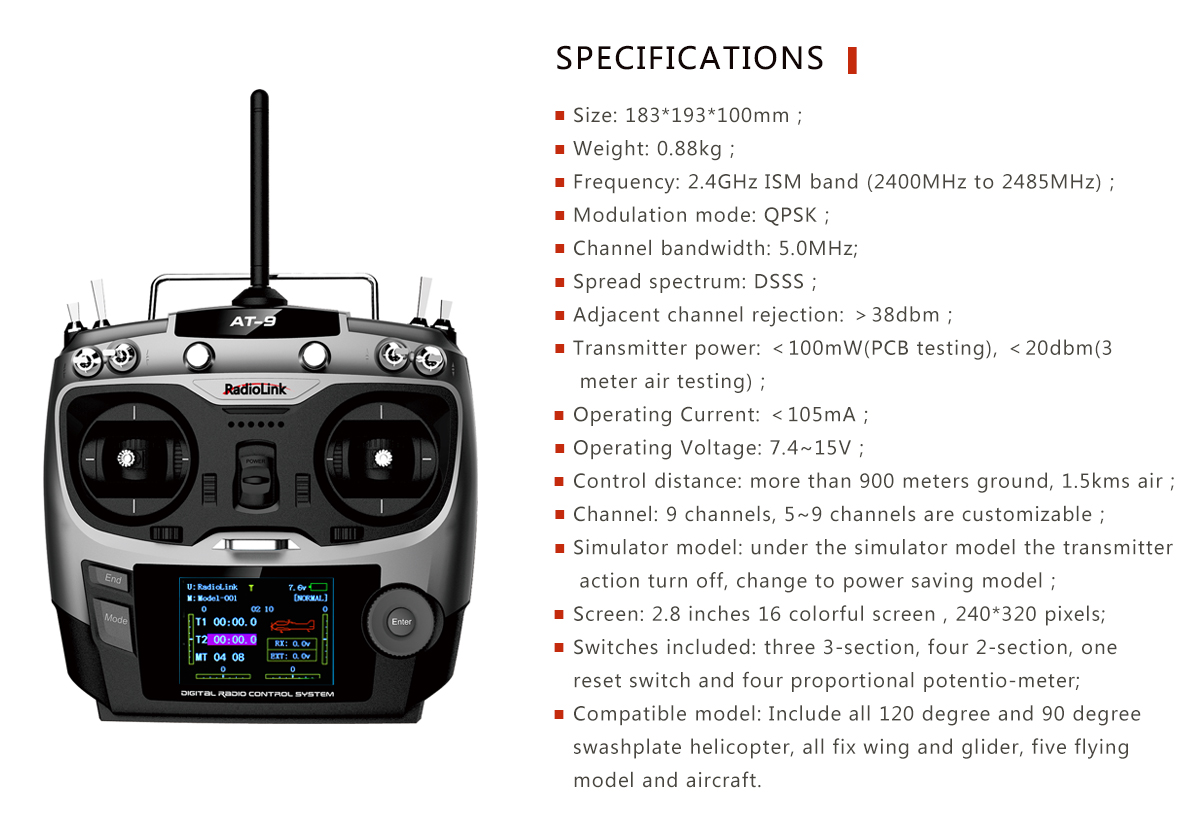 SPECIFICATIONS
Size: 183*193*100mm ;
Weight: 0.88kg ;
Frequency: 2.4GHz ISM band (2400MHz to 2485MHz) ;
Modulation mode: QPSK ;
Channel bandwidth: 5.0MHz;
Spread spectrum: DSSS ;
Adjacent channel rejection: >38dbm ;
Transmitter power: <100mW(PCB testing), <20dbm(3
meter air testing) ;
Operating Current: <105mA ;
Operating Voltage: 7.4~15V ;
Control distance: more than 900 meters ground, 1.5kms air ;
Channel: 9 channels, 5~9 channels are customizable ;
Simulator model: under the simulator model the transmitter
action turn off, change to power saving model ;
Screen: 2.8 inches 16 colorful screen , 240*320 pixels;
Switches included: three 3-section, four 2-section, one
reset switch and four proportional potentio-meter;
Compatible model: Include all 120 degree and 90 degree
swashplate helicopter, all fix wing and glider, five flying
model and aircraft.
AT-9
RadioLink
POWER
End
Mode
Enter
U:RadioLink T 7.6v
M:Model-001 [NORMAL]
0 02 10 0
T1 00:00.0
T2 00:00.0
RX: 0.0v
MT 04 08
EXT: 0.0v
0 0
DIGITAL RADIO CONTROL SYSTEM